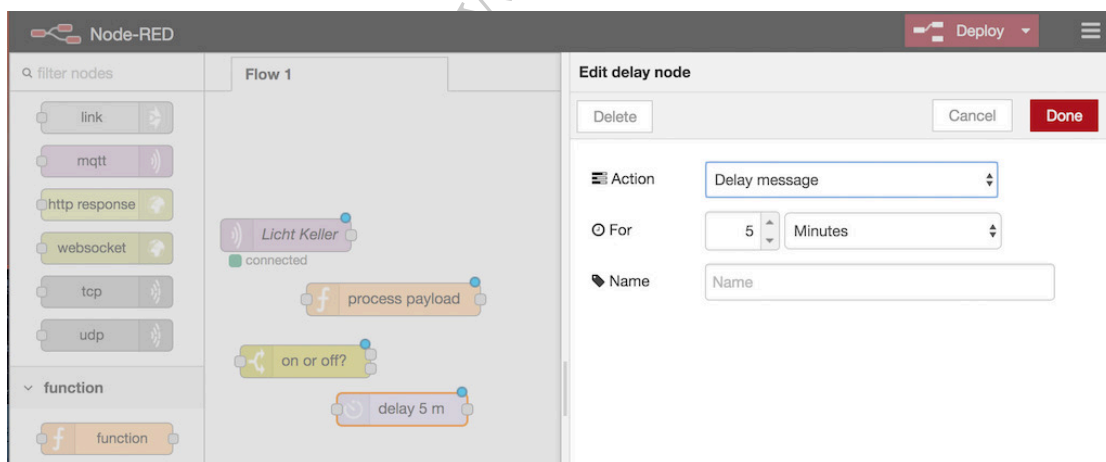 Node-RED
Deploy
filter nodes
Flow 1
Edit delay node
link
Delete
Cancel
Done
mqtt
Action
Delay message
http response
Licht Keller
For
5
Minutes
websocket
connected
tcp
process payload
Name
Name
udp
on or off?
function
delay 5 m
function